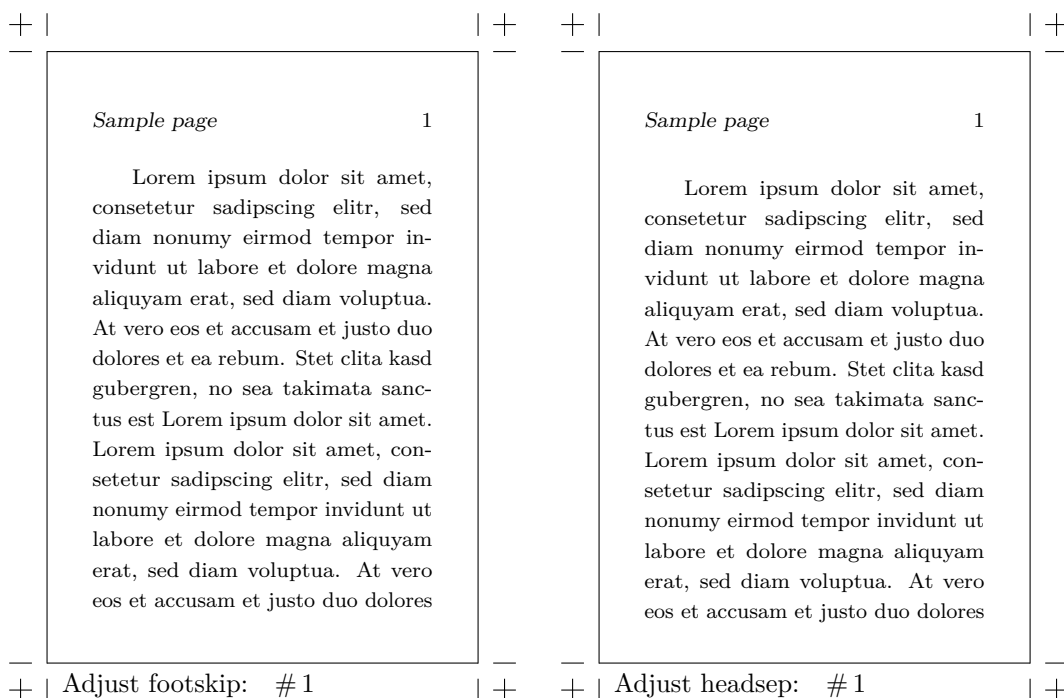 Sample page 1
Lorem ipsum dolor sit amet,
consetetur sadipscing elitr, sed
diam nonumy eirmod tempor in-
vidunt ut labore et dolore magna
aliquyam erat, sed diam voluptua.
At vero eos et accusam et justo duo
dolores et ea rebum. Stet clita kasd
gubergren, no sea takimata sanc-
tus est Lorem ipsum dolor sit amet.
Lorem ipsum dolor sit amet, con-
setetur sadipscing elitr, sed diam
nonumy eirmod tempor invidunt ut
labore et dolore magna aliquyam
erat, sed diam voluptua. At vero
eos et accusam et justo duo dolores
Adjust footskip: #1
Sample page 1
Lorem ipsum dolor sit amet,
consetetur sadipscing elitr, sed
diam nonumy eirmod tempor in-
vidunt ut labore et dolore magna
aliquyam erat, sed diam voluptua.
At vero eos et accusam et justo duo
dolores et ea rebum. Stet clita kasd
gubergren, no sea takimata sanc-
tus est Lorem ipsum dolor sit amet.
Lorem ipsum dolor sit amet, con-
setetur sadipscing elitr, sed diam
nonumy eirmod tempor invidunt ut
labore et dolore magna aliquyam
erat, sed diam voluptua. At vero
eos et accusam et justo duo dolores
Adjust headsep: #1